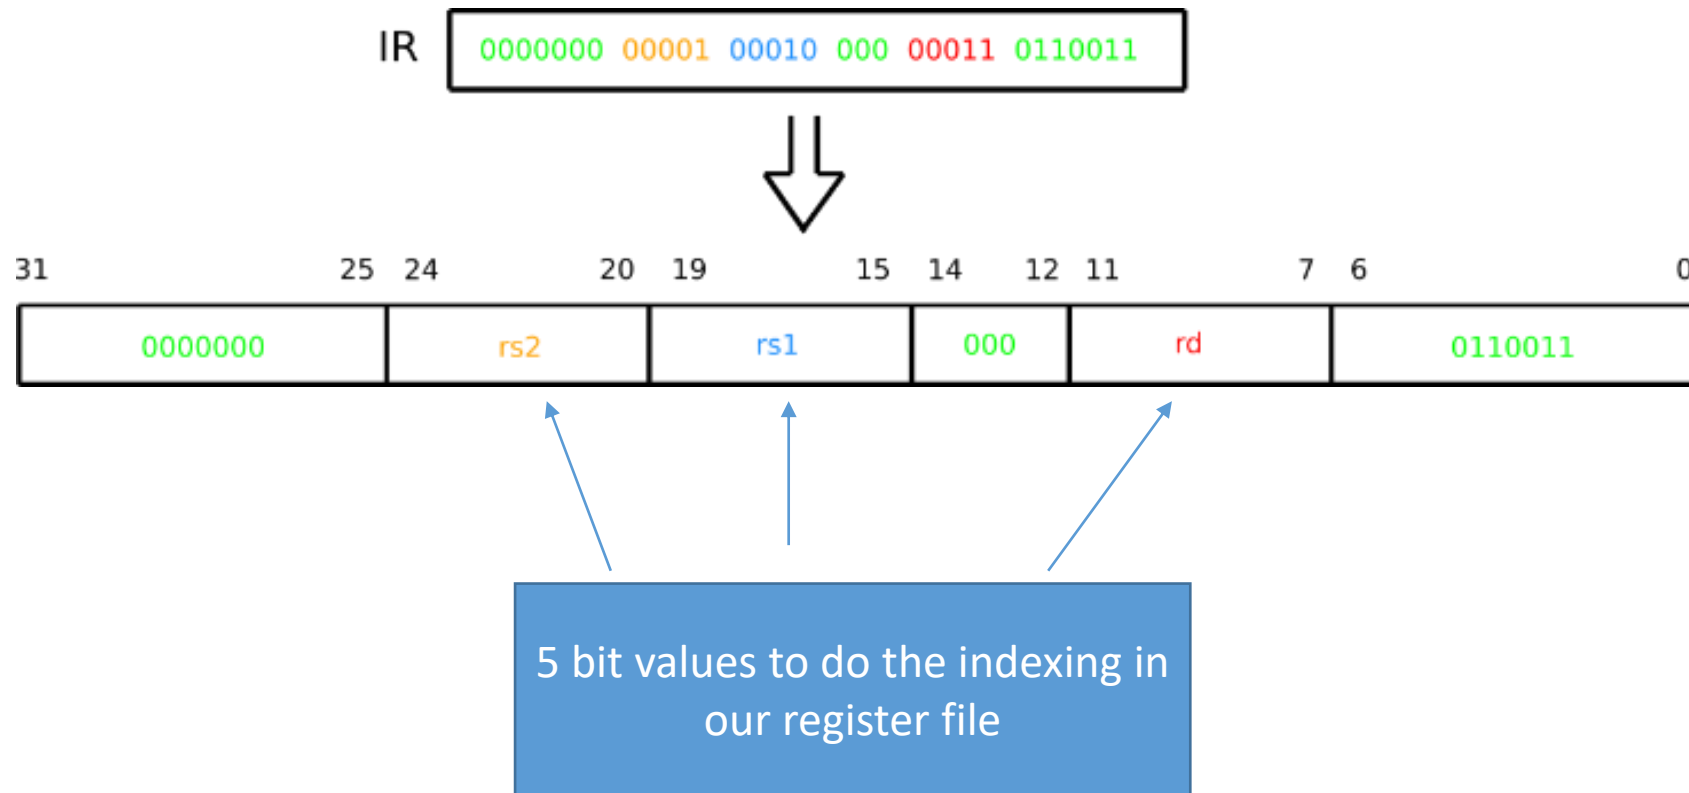 IR 0000000 00001 00010 000 00011 0110011
31 25 24 20 19 15 14 12 11 7 6 0
0000000 rs2 rs1 000 rd 0110011
5 bit values to do the indexing in
our register file